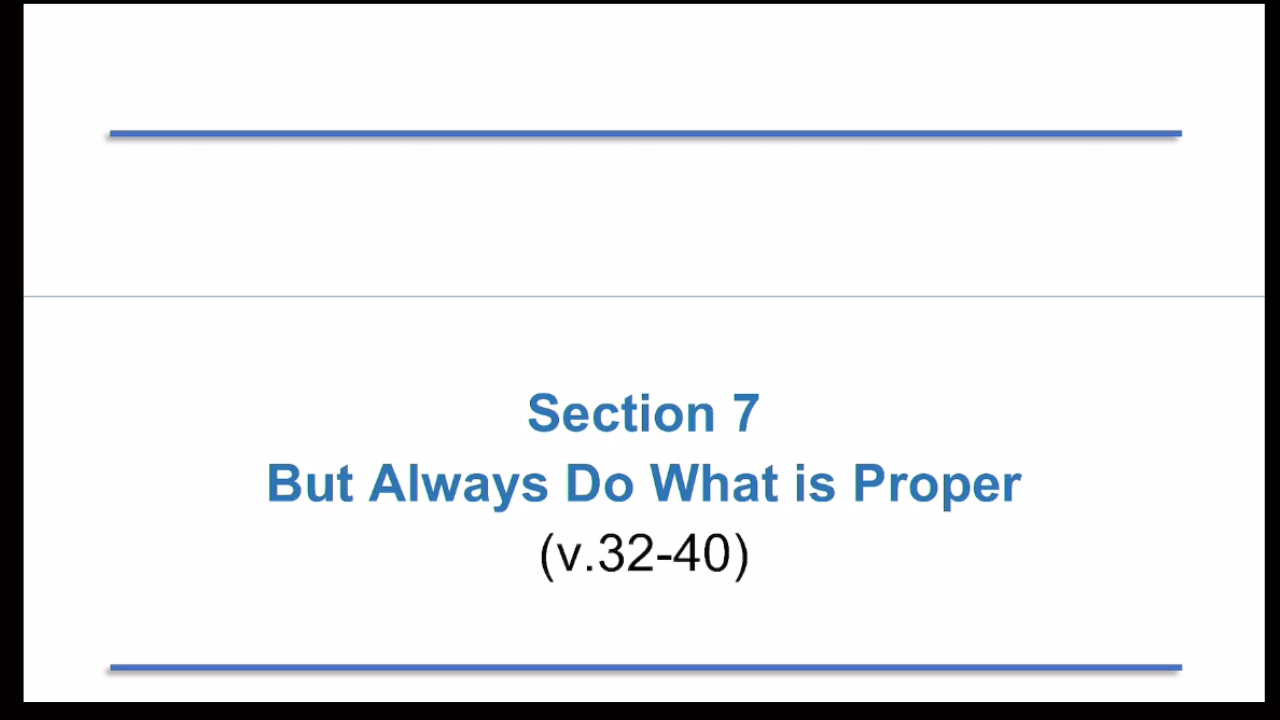 Section 7
But Always Do What is Proper
(v.32-40)